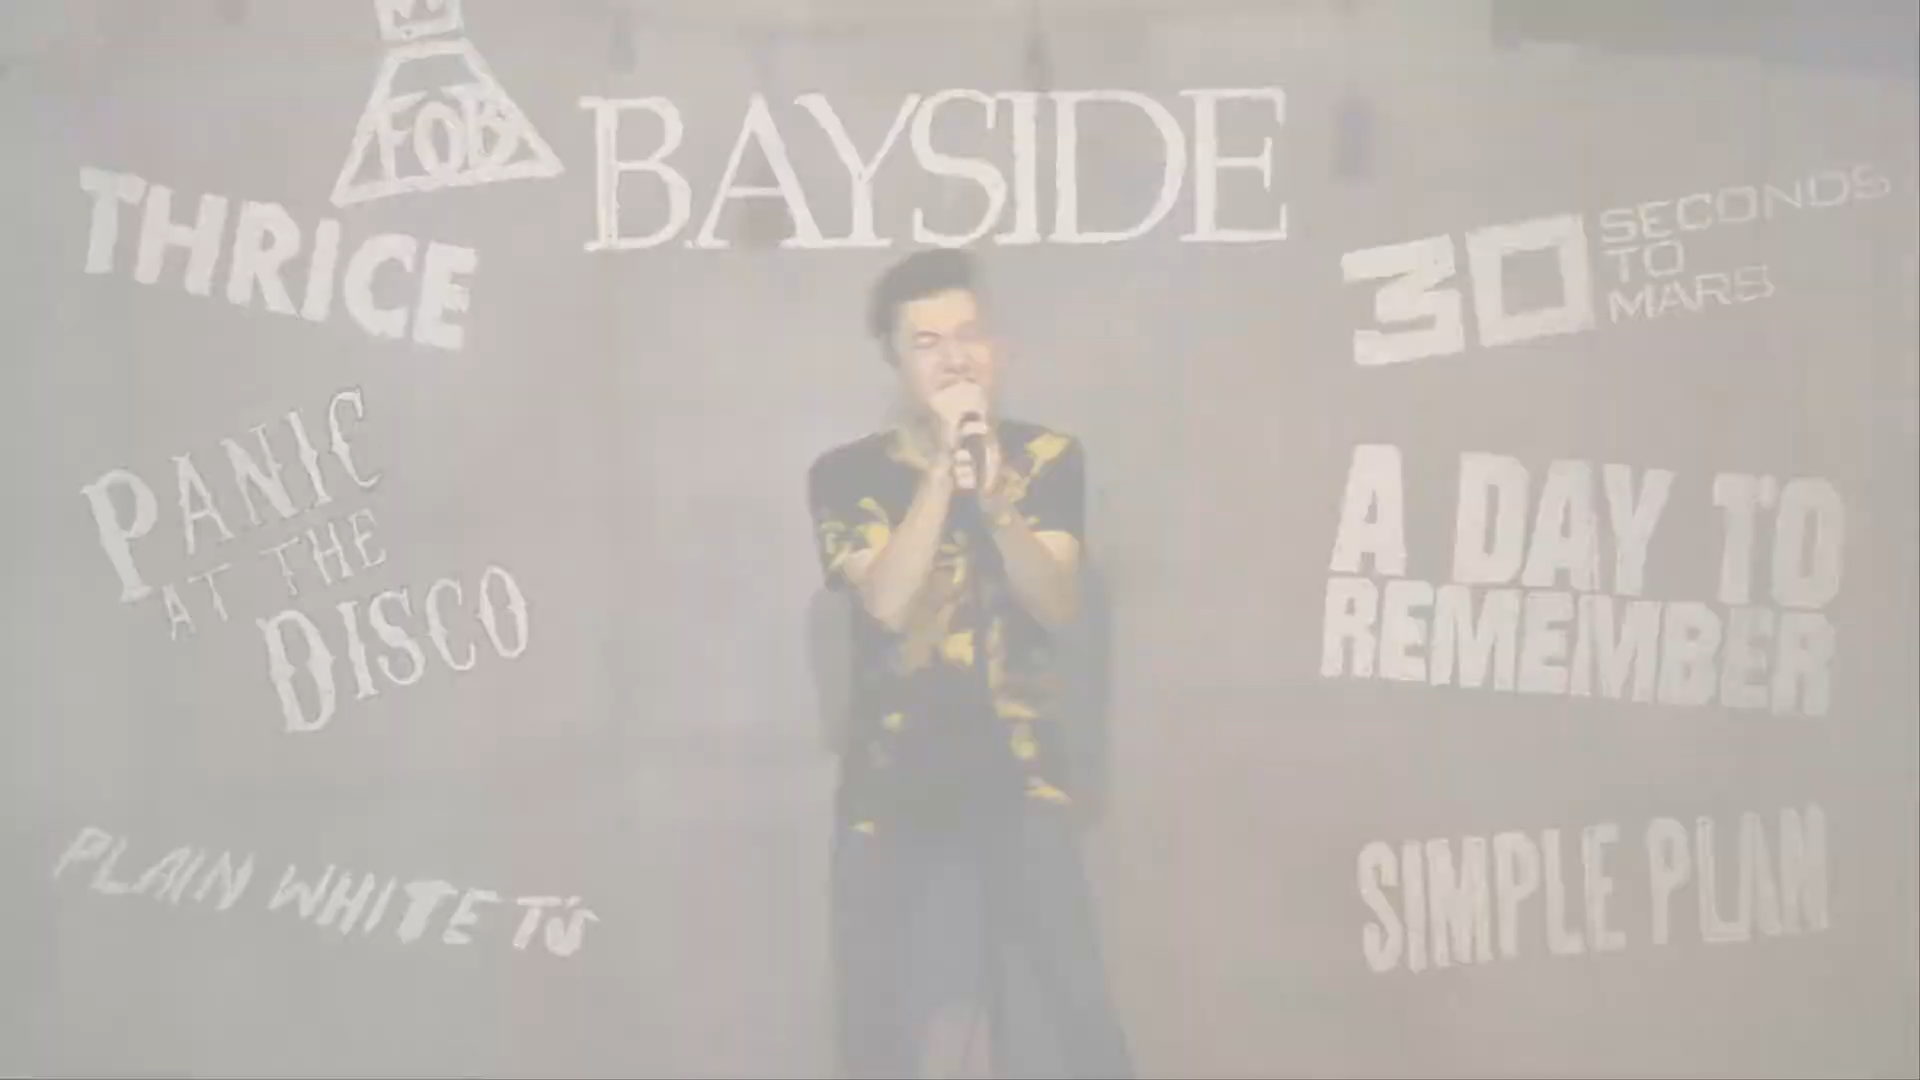 FOB
BAYSIDE
THRICE
30 SECONDS
TO
MARS
PANIC
AT THE
DISCO
A DAY TO
REMEMBER
PLAIN WHITE T'S
SIMPLE PLAN